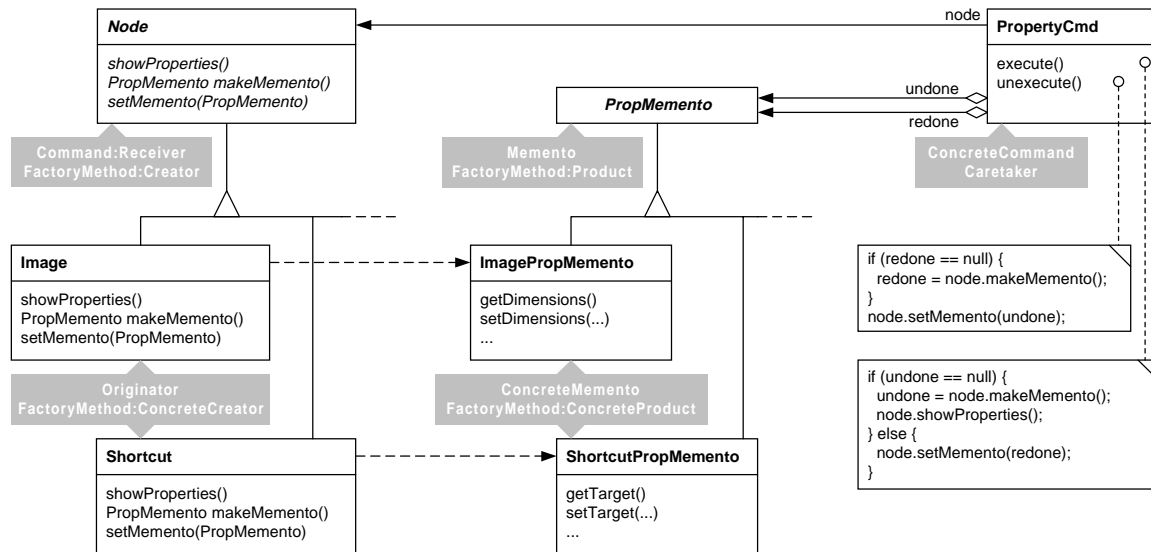 Node
showProperties()
PropMemento makeMemento()
setMemento(PropMemento)
Command:Receiver
FactoryMethod:Creator
node
PropertyCmd
execute()
unexecute()
undone
redone
PropMemento
Memento
FactoryMethod:Product
ConcreteCommand
Caretaker
Image
showProperties()
PropMemento makeMemento()
setMemento(PropMemento)
ImagePropMemento
getDimensions()
setDimensions(...)
...
if (redone == null) {
redone = node.makeMemento();
}
node.setMemento(undone);
Originator
FactoryMethod:ConcreteCreator
ConcreteMemento
FactoryMethod:ConcreteProduct
if (undone == null) {
undone = node.makeMemento();
node.showProperties();
} else {
node.setMemento(redone);
}
Shortcut
showProperties()
PropMemento makeMemento()
setMemento(PropMemento)
ShortcutPropMemento
getTarget()
setTarget(...)
...